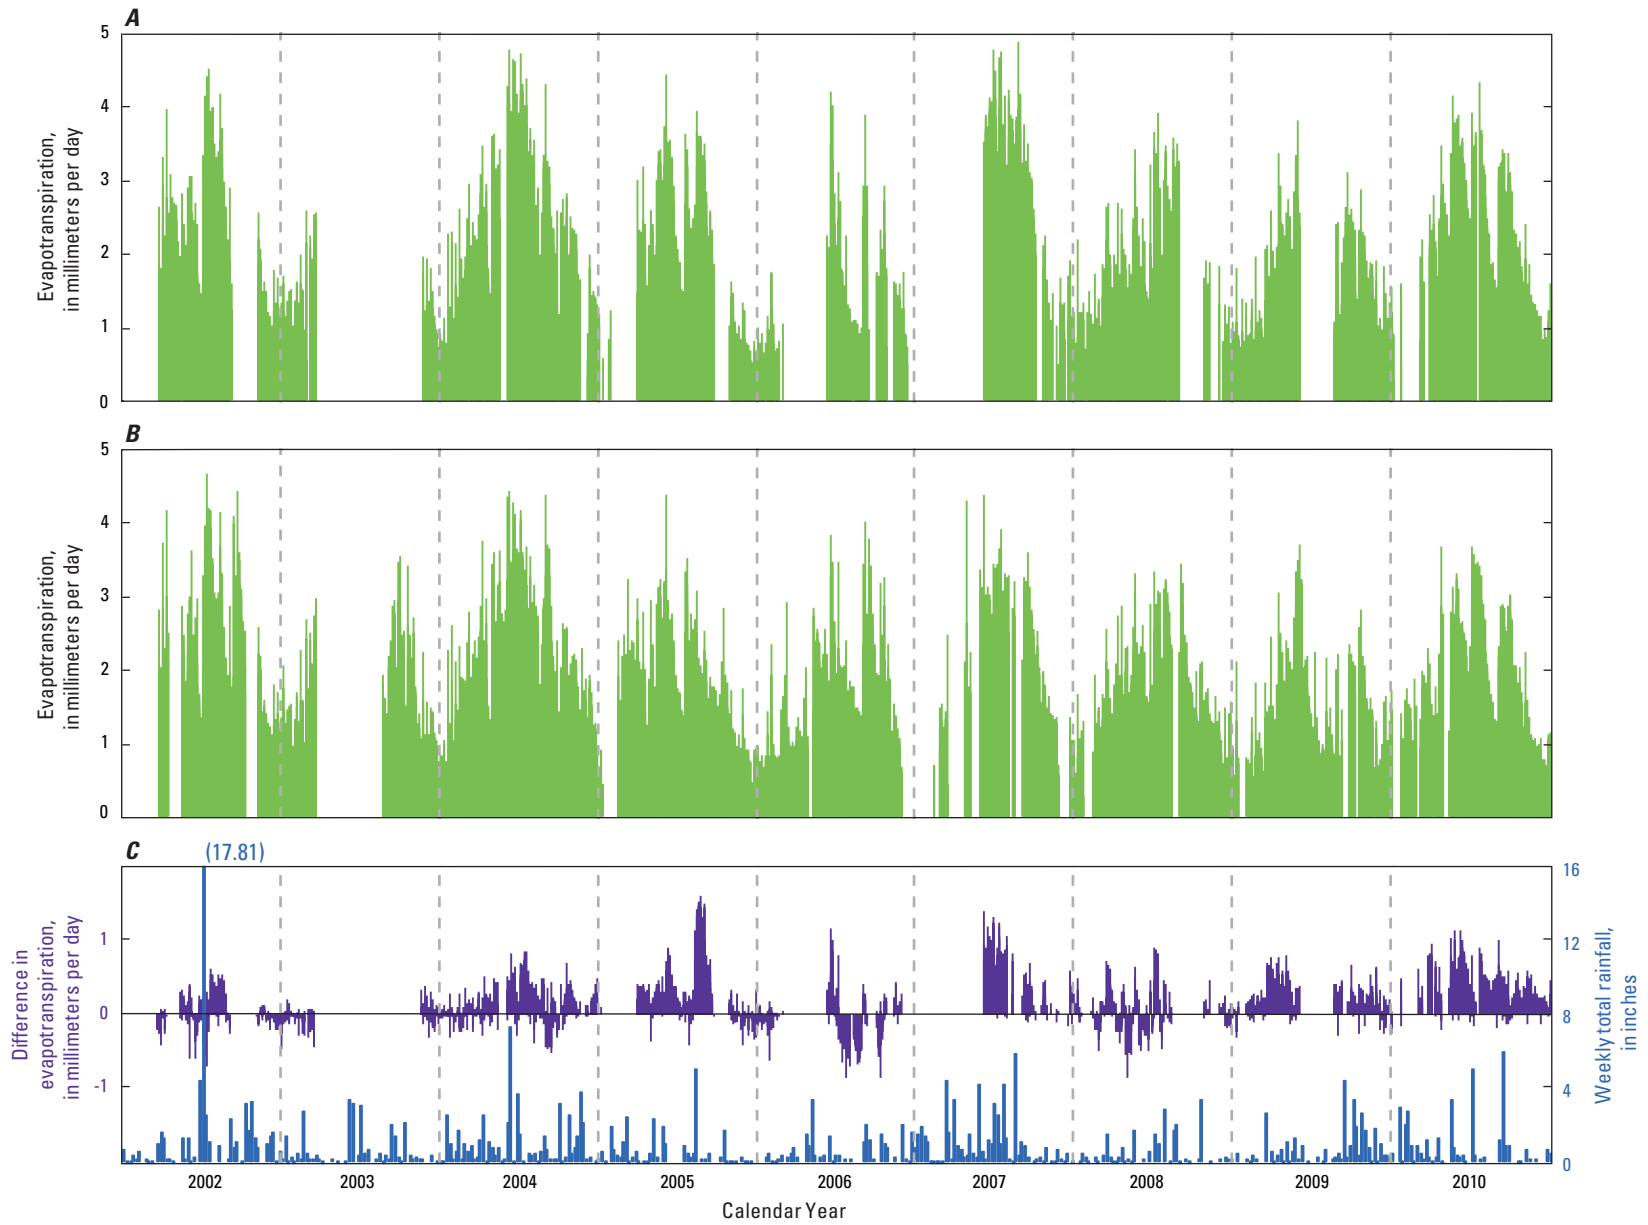 A
5
4
3
2
1
0
Evapotranspiration,
in millimeters per day
B
5
4
3
2
1
0
Evapotranspiration,
in millimeters per day
C
(17.81)
1
0
-1
Difference in
evapotranspiration,
in millimeters per day
16
12
8
4
0
Weekly total rainfall,
in inches
2002 2003 2004 2005 2006 2007 2008 2009 2010
Calendar Year